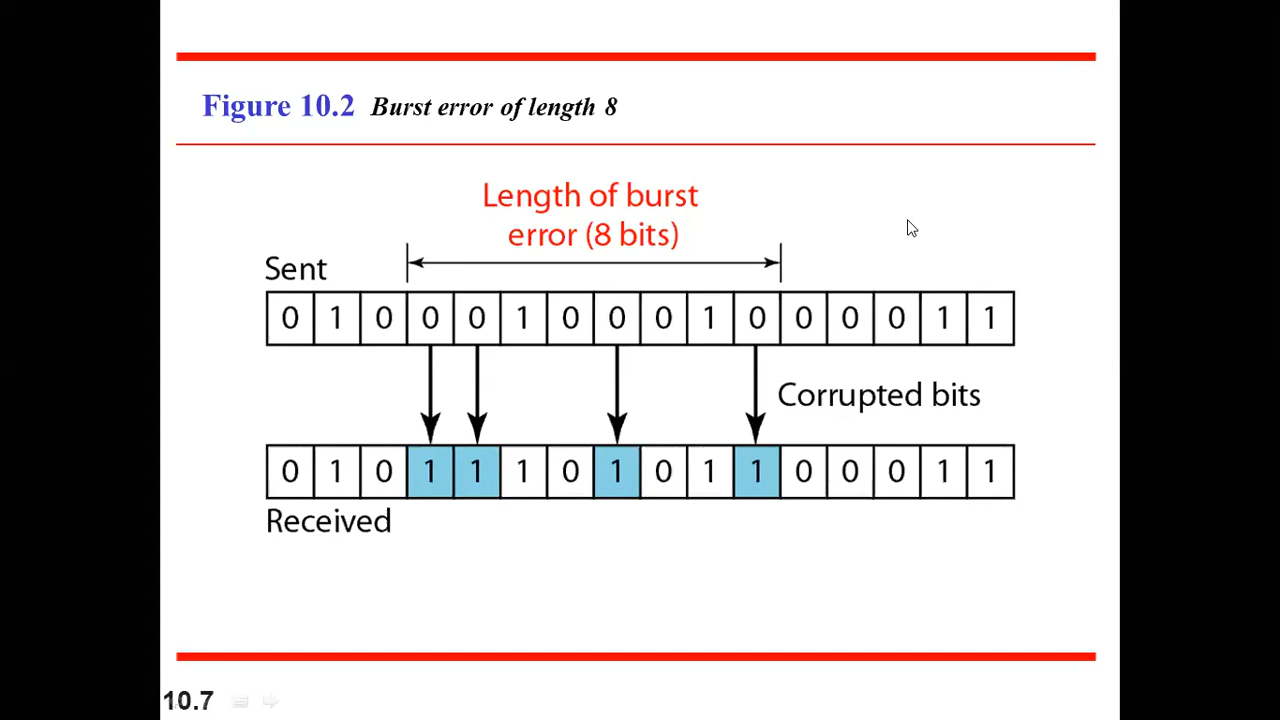 Figure 10.2 Burst error of length 8
Length of burst
error (8 bits)
Sent
0 1 0 0 0 1 0 0 0 1 0 0 0 0 1 1
Corrupted bits
0 1 0 1 1 1 0 1 0 1 1 0 0 0 1 1
Received
10.7